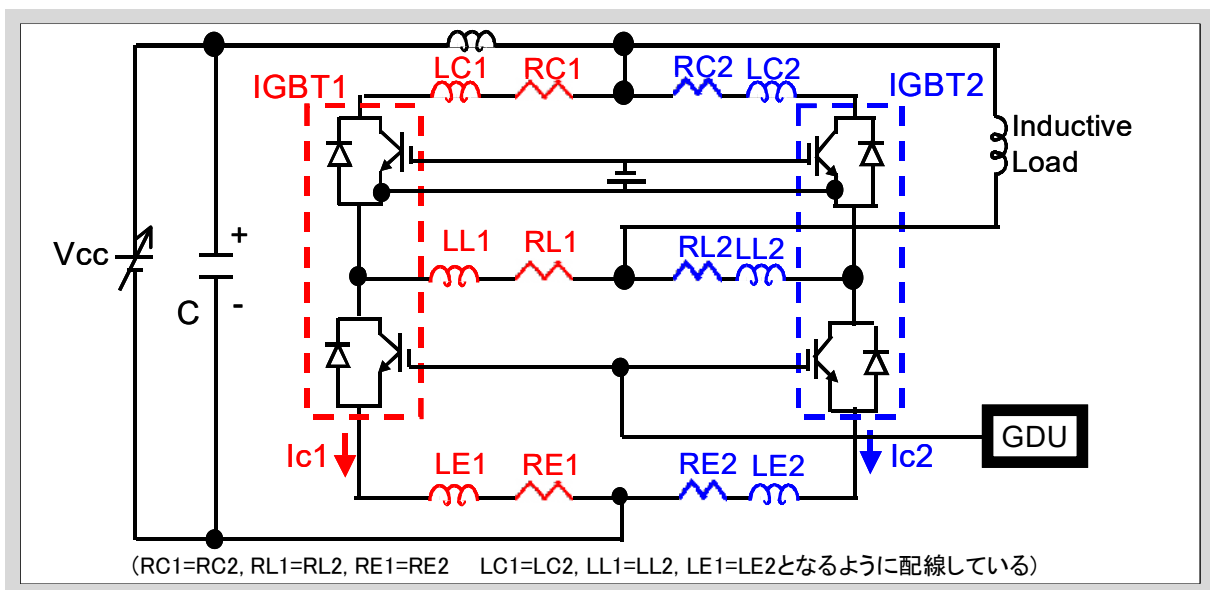 LC1 RC1 RC2 LC2
IGBT1 IGBT2
Inductive
Load
Vcc
+
C
-
LL1 RL1 RL2 LL2
GDU
Ic1 Ic2
LE1 RE1 RE2 LE2
(RC1=RC2, RL1=RL2, RE1=RE2 LC1=LC2, LL1=LL2, LE1=LE2となるように配線している)